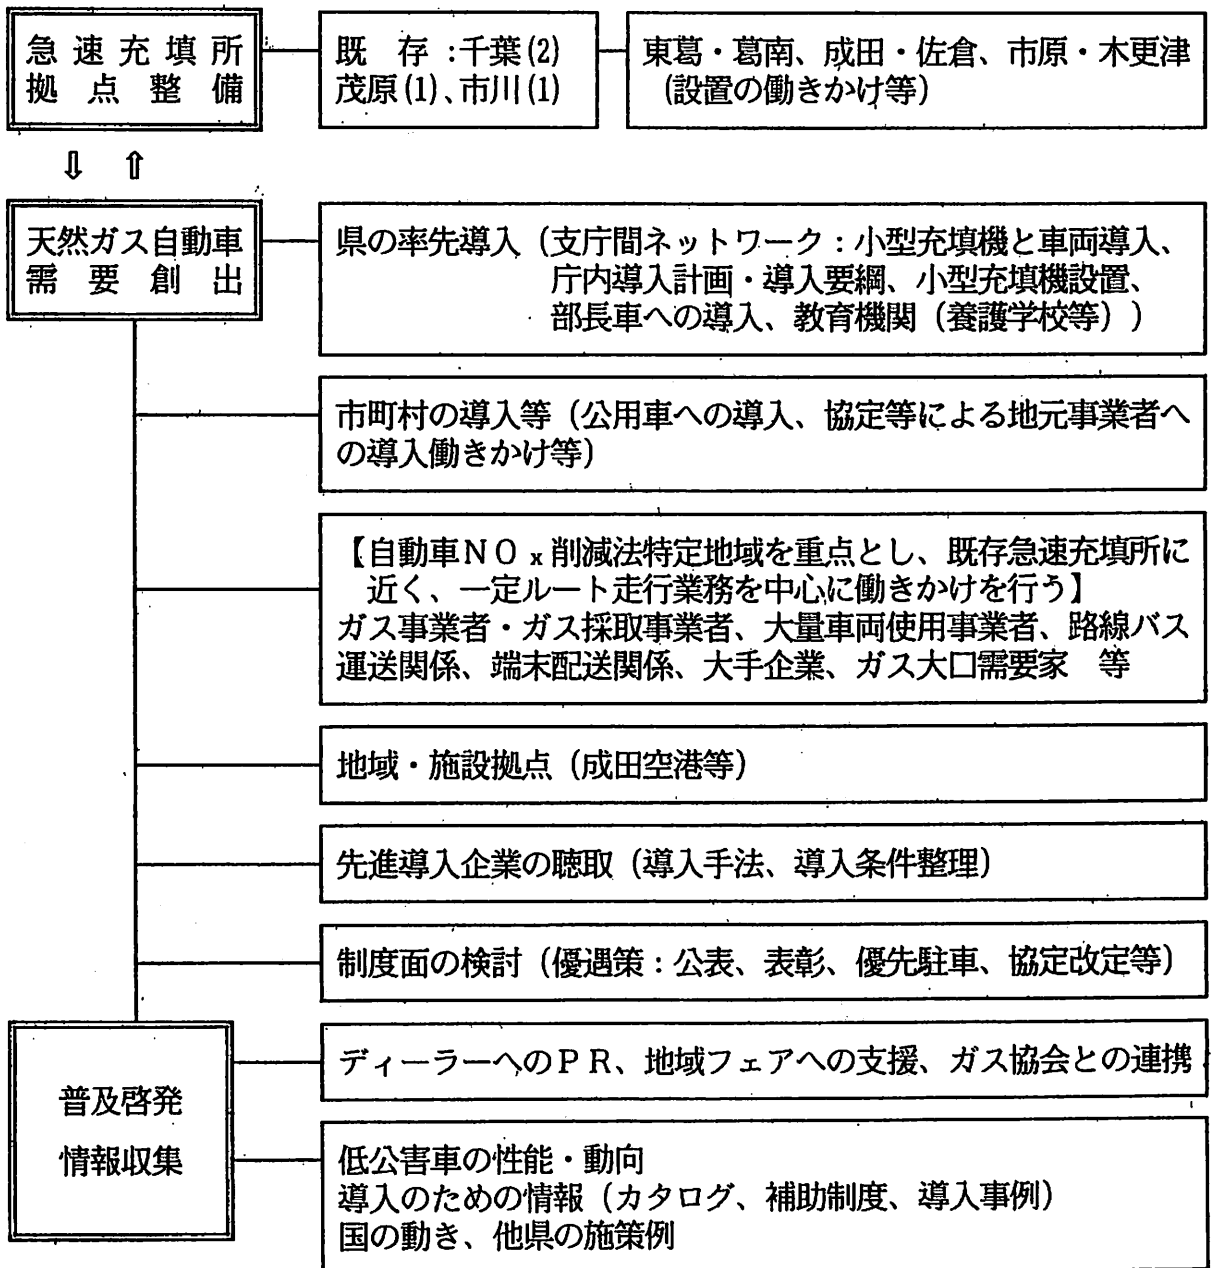 急速充填所
拠点整備
既存:千葉(2)
茂原(1)、市川(1)
東葛・葛南、成田・佐倉、市原・木更津
(設置の働きかけ等)
⇩ ⇧
天然ガス自動車
需要創出
県の率先導入(支庁間ネットワーク:小型充填機と車両導入、
庁内導入計画・導入要綱、小型充填機設置、
部長車への導入、教育機関(養護学校等))
市町村の導入等(公用車への導入、協定等による地元事業者へ
の導入働きかけ等)
【自動車NOx削減法特定地域を重点とし、既存急速充填所に
近く、一定ルート走行業務を中心に働きかけを行う】
ガス事業者・ガス採取事業者、大量車両使用事業者、路線バス
運送関係、端末配送関係、大手企業、ガス大口需要家 等
地域・施設拠点(成田空港等)
先進導入企業の聴取(導入手法、導入条件整理)
制度面の検討(優遇策:公表、表彰、優先駐車、協定改定等)
普及啓発
情報収集
ディーラーへのPR、地域フェアへの支援、ガス協会との連携
低公害車の性能・動向
導入のための情報(カタログ、補助制度、導入事例)
国の動き、他県の施策例